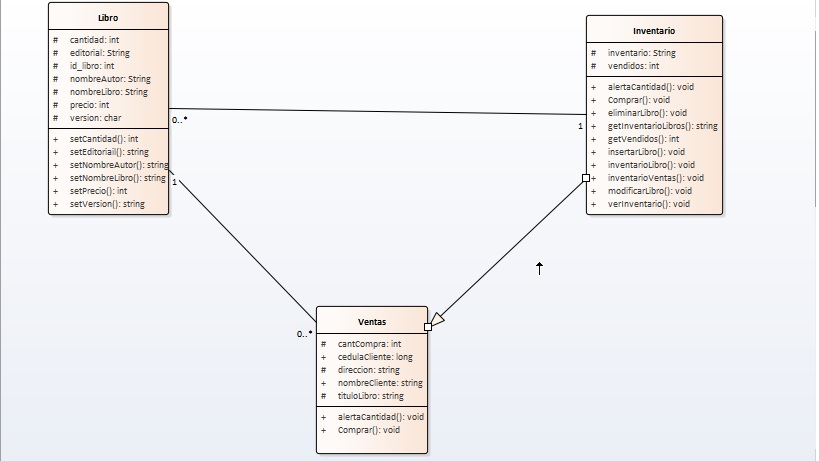 Libro
# cantidad: int
# editorial: String
# id_libro: int
# nombreAutor: String
# nombreLibro: String
# precio: int
# version: char
+ setCantidad(): int
+ setEditoriail(): string
+ setNombreAutor(): string
+ setNombreLibro(): string
+ setPrecio(): int
+ setVersion(): string
0..*
1
Inventario
# inventario: String
# vendidos: int
+ alertaCantidad(): void
+ Comprar(): void
+ eliminarLibro(): void
+ getInventarioLibros(): string
+ getVendidos(): int
+ insertarLibro(): void
+ inventarioLibro(): void
+ inventarioVentas(): void
+ modificarLibro(): void
+ verInventario(): void
1
0..*
Ventas
# cantCompra: int
+ cedulaCliente: long
# direccion: string
+ nombreCliente: string
# tituloLibro: string
+ alertaCantidad(): void
+ Comprar(): void